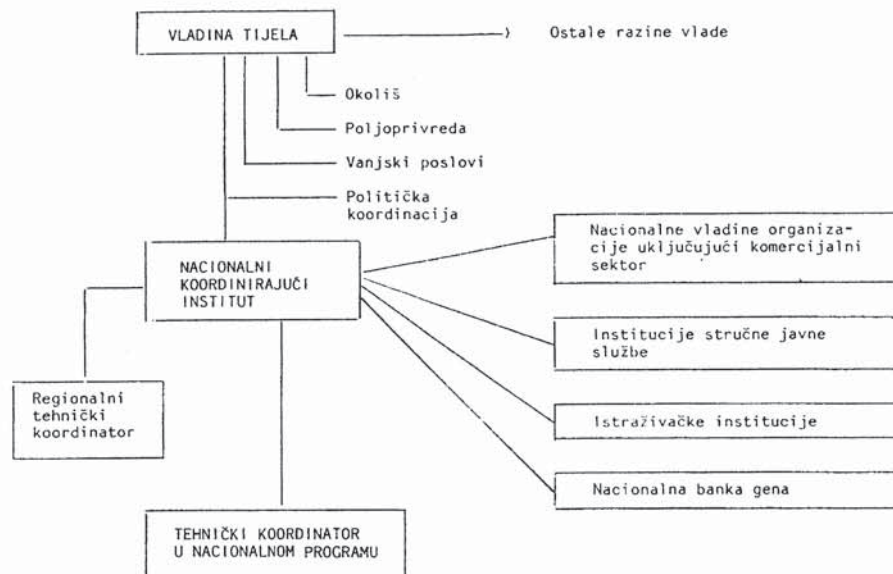 VLADINA TIJELA
Ostale razine vlade
Okoliš
Poljoprivreda
Vanjski poslovi
Politička
koordinacija
NACIONALNI
KOORDINIRAJUČI
INSTITUT
Nacionalne vladine organiza-
cije uključujući komercijalni
sektor
Institucije stručne javne
službe
Regionalni
tehnički
koordinator
Istraživačke institucije
Nacionalna banka gena
TEHNIČKI KOORDINATOR
U NACIONALNOM PROGRAMU